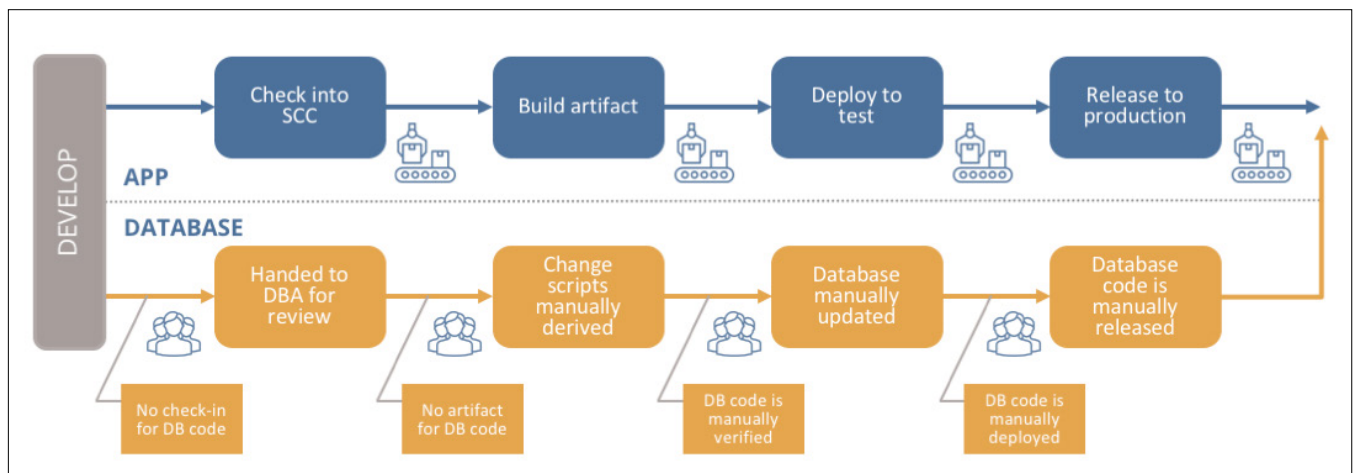 DEVELOP
Check into
SCC
Build artifact
Deploy to
test
Release to
production
APP
DATABASE
Handed to
DBA for
review
Change
scripts
manually
derived
Database
manually
updated
Database
code is
manually
released
No check-in
for DB code
No artifact
for DB code
DB code is
manually
verified
DB code is
manually
deployed